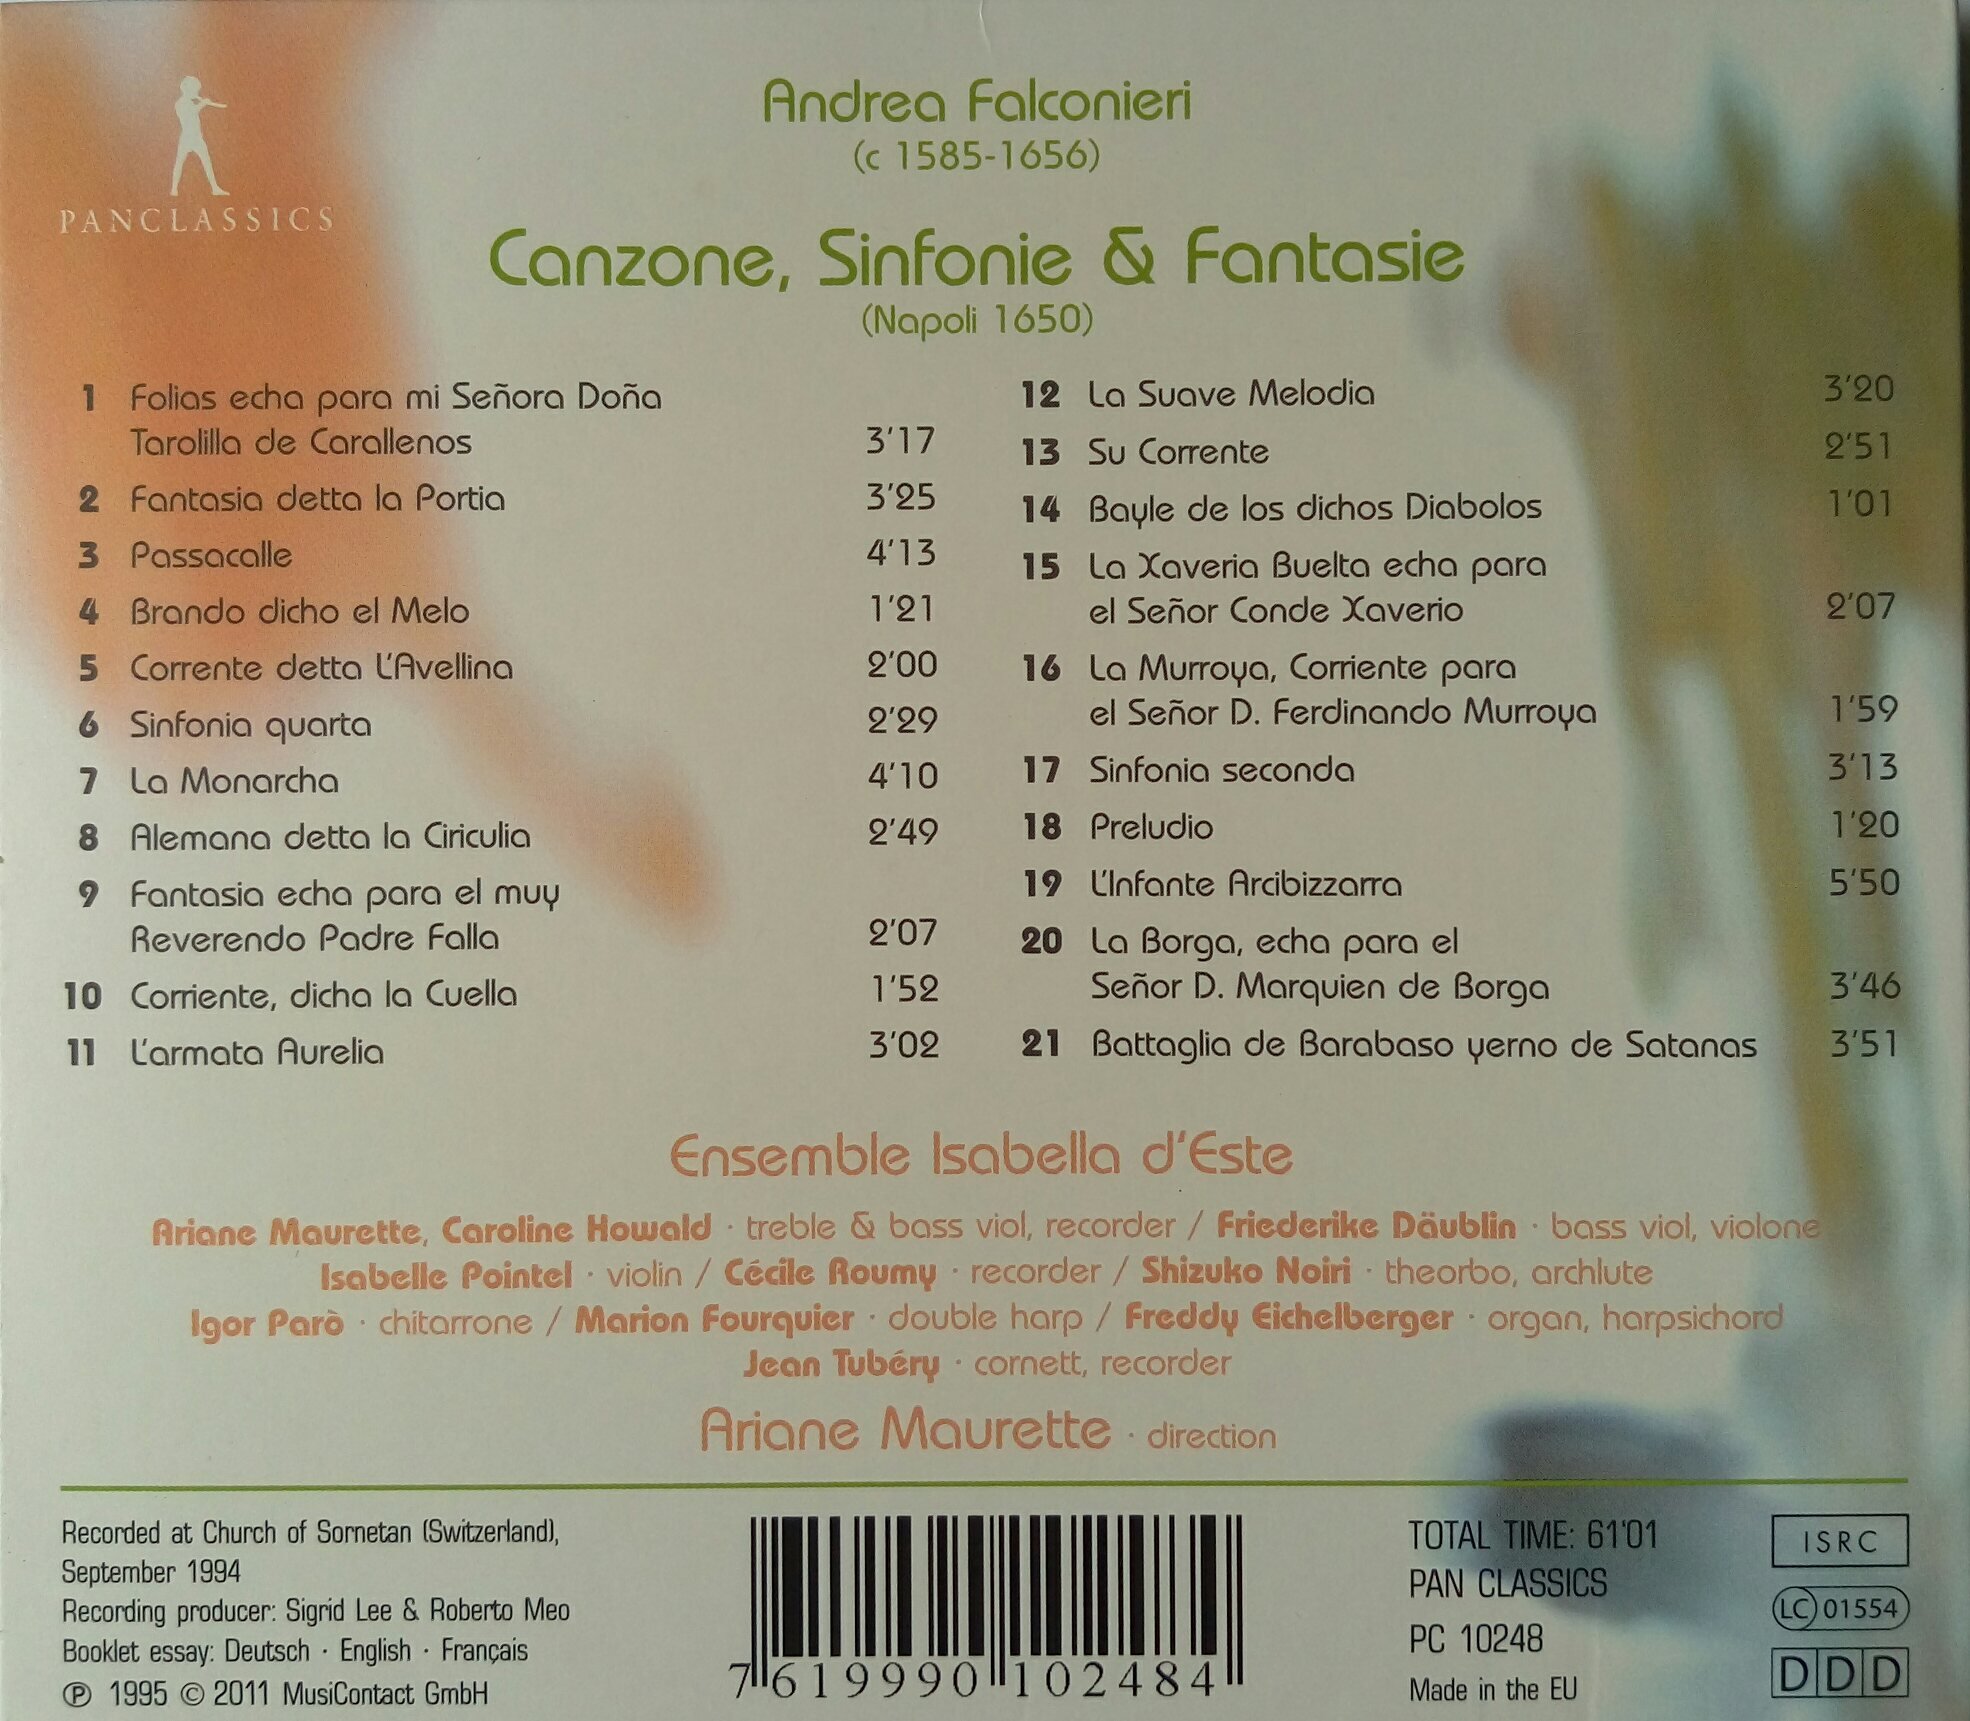 PANCLASSICS
Andrea Falconieri
(c 1585-1656)
Canzone, Sinfonie & Fantasie
(Napoli 1650)
1 Folias echa para mi Señora Doña
Tarolilla de Carallenos 3'17
2 Fantasia detta la Portia 3'25
3 Passacalle 4'13
4 Brando dicho el Melo 1'21
5 Corrente detta L'Avellina 2'00
6 Sinfonia quarta 2'29
7 La Monarcha 4'10
8 Alemana detta la Ciriculia 2'49
9 Fantasia echa para el muy
Reverendo Padre Falla 2'07
10 Corriente, dicha la Cuella 1'52
11 L'armata Aurelia 3'02
12 La Suave Melodia 3'20
13 Su Corrente 2'51
14 Bayle de los dichos Diabolos 1'01
15 La Xaveria Buelta echa para
el Señor Conde Xaverio 2'07
16 La Murroya, Corriente para
el Señor D. Ferdinando Murroya 1'59
17 Sinfonia seconda 3'13
18 Preludio 1'20
19 L'Infante Arcibizzarra 5'50
20 La Borga, echa para el
Señor D. Marquien de Borga 3'46
21 Battaglia de Barabaso yerno de Satanas 3'51
Ensemble Isabella d'Este
Ariane Maurette, Caroline Howald · treble & bass viol, recorder / Friederike Däublin · bass viol, violone
Isabelle Pointel · violin / Cécile Roumy · recorder / Shizuko Noiri · theorbo, archlute
Igor Parò · chitarrone / Marion Fourquier · double harp / Freddy Eichelberger · organ, harpsichord
Jean Tubéry · cornett, recorder
Ariane Maurette · direction
Recorded at Church of Sornetan (Switzerland),
September 1994
Recording producer: Sigrid Lee & Roberto Meo
Booklet essay: Deutsch · English · Français
℗ 1995 © 2011 MusiContact GmbH
7 619990 102484
TOTAL TIME: 61'01
PAN CLASSICS
PC 10248
Made in the EU
ISRC
LC 01554
DDD